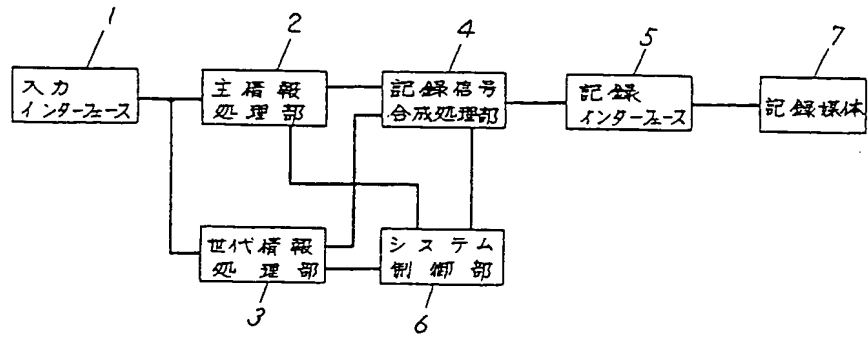 1
2
4
5
7
入力
インターフェース
主情報
処理部
記録信号
合成処理部
記録
インターフェース
記録媒体
世代情報
処理部
システム
制御部
3
6